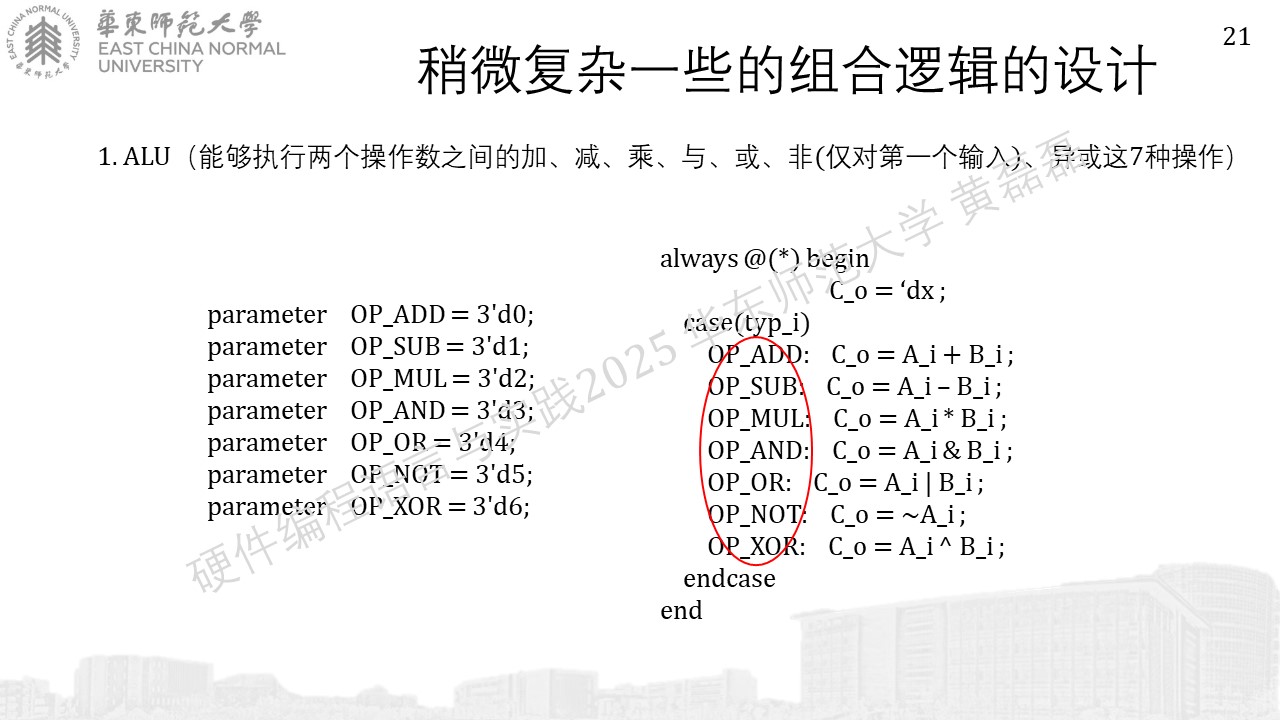 華東師範大學
EAST CHINA NORMAL
UNIVERSITY
EAST CHINA NORMAL UNIVERSITY
華東師範大學
21
稍微复杂一些的组合逻辑的设计
1. ALU（能够执行两个操作数之间的加、减、乘、与、或、非(仅对第一个输入)、异或这7种操作）
parameter OP_ADD = 3'd0;
parameter OP_SUB = 3'd1;
parameter OP_MUL = 3'd2;
parameter OP_AND = 3'd3;
parameter OP_OR = 3'd4;
parameter OP_NOT = 3'd5;
parameter OP_XOR = 3'd6;
always @(*) begin
C_o = ‘dx ;
case(typ_i)
OP_ADD: C_o = A_i + B_i ;
OP_SUB: C_o = A_i – B_i ;
OP_MUL: C_o = A_i * B_i ;
OP_AND: C_o = A_i & B_i ;
OP_OR: C_o = A_i | B_i ;
OP_NOT: C_o = ~A_i ;
OP_XOR: C_o = A_i ^ B_i ;
endcase
end
硬件编程语言与实践2025 华东师范大学 黄磊磊